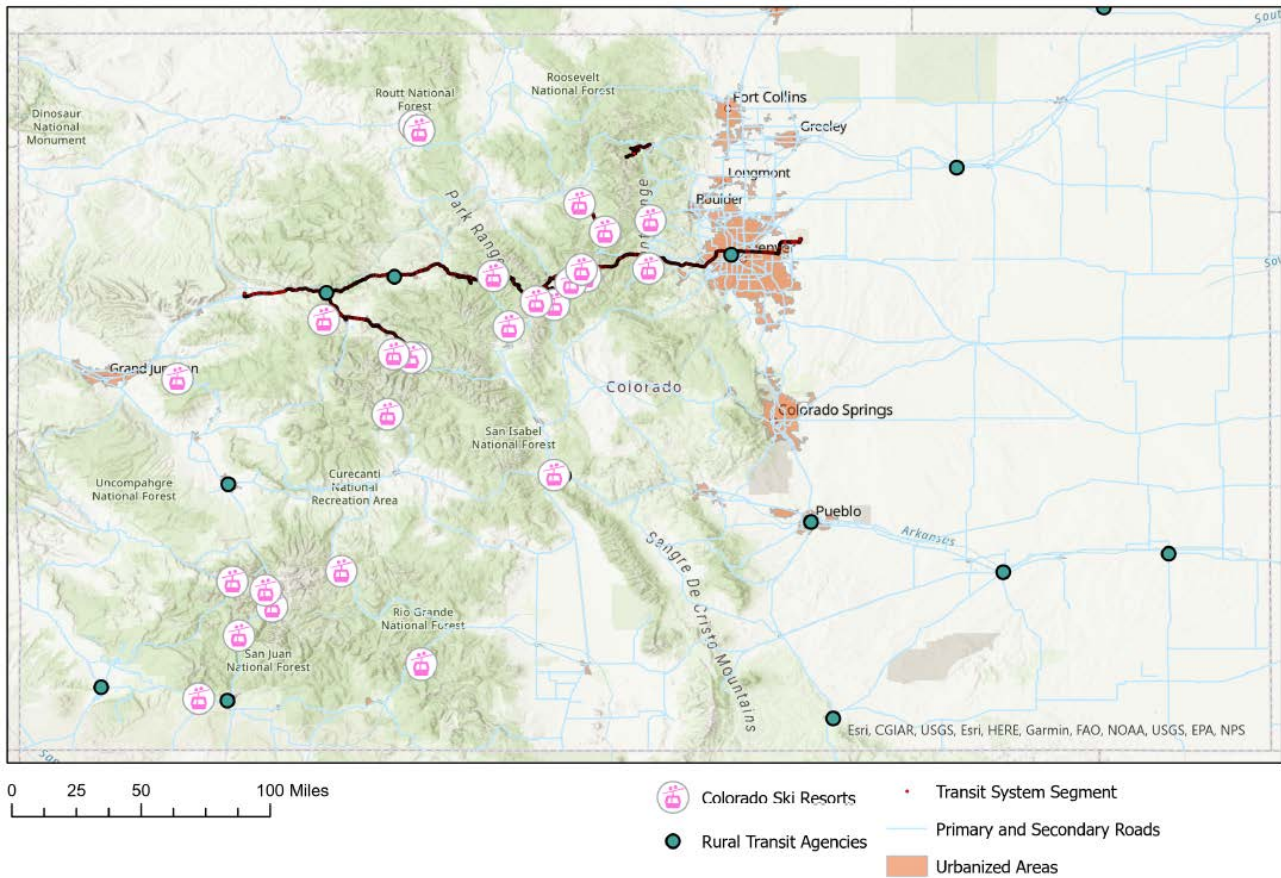 South
Roosevelt
National Forest
Routt National
Forest
Fort Collins
Dinosaur
National
Monument
Greeley
Longmont
Boulder
Park Range
Colorado
Grand Junction
Colorado Springs
San Isabel
National Forest
Uncompahgre
National Forest
Curecanti
National
Recreation Area
Pueblo
Arkansas
Sangre De Cristo Mountains
Rio Grande
National Forest
San Juan
National Forest
Esri, CGIAR, USGS, Esri, HERE, Garmin, FAO, NOAA, USGS, EPA, NPS
San
0 25 50 100 Miles
Colorado Ski Resorts
Transit System Segment
Primary and Secondary Roads
Rural Transit Agencies
Urbanized Areas